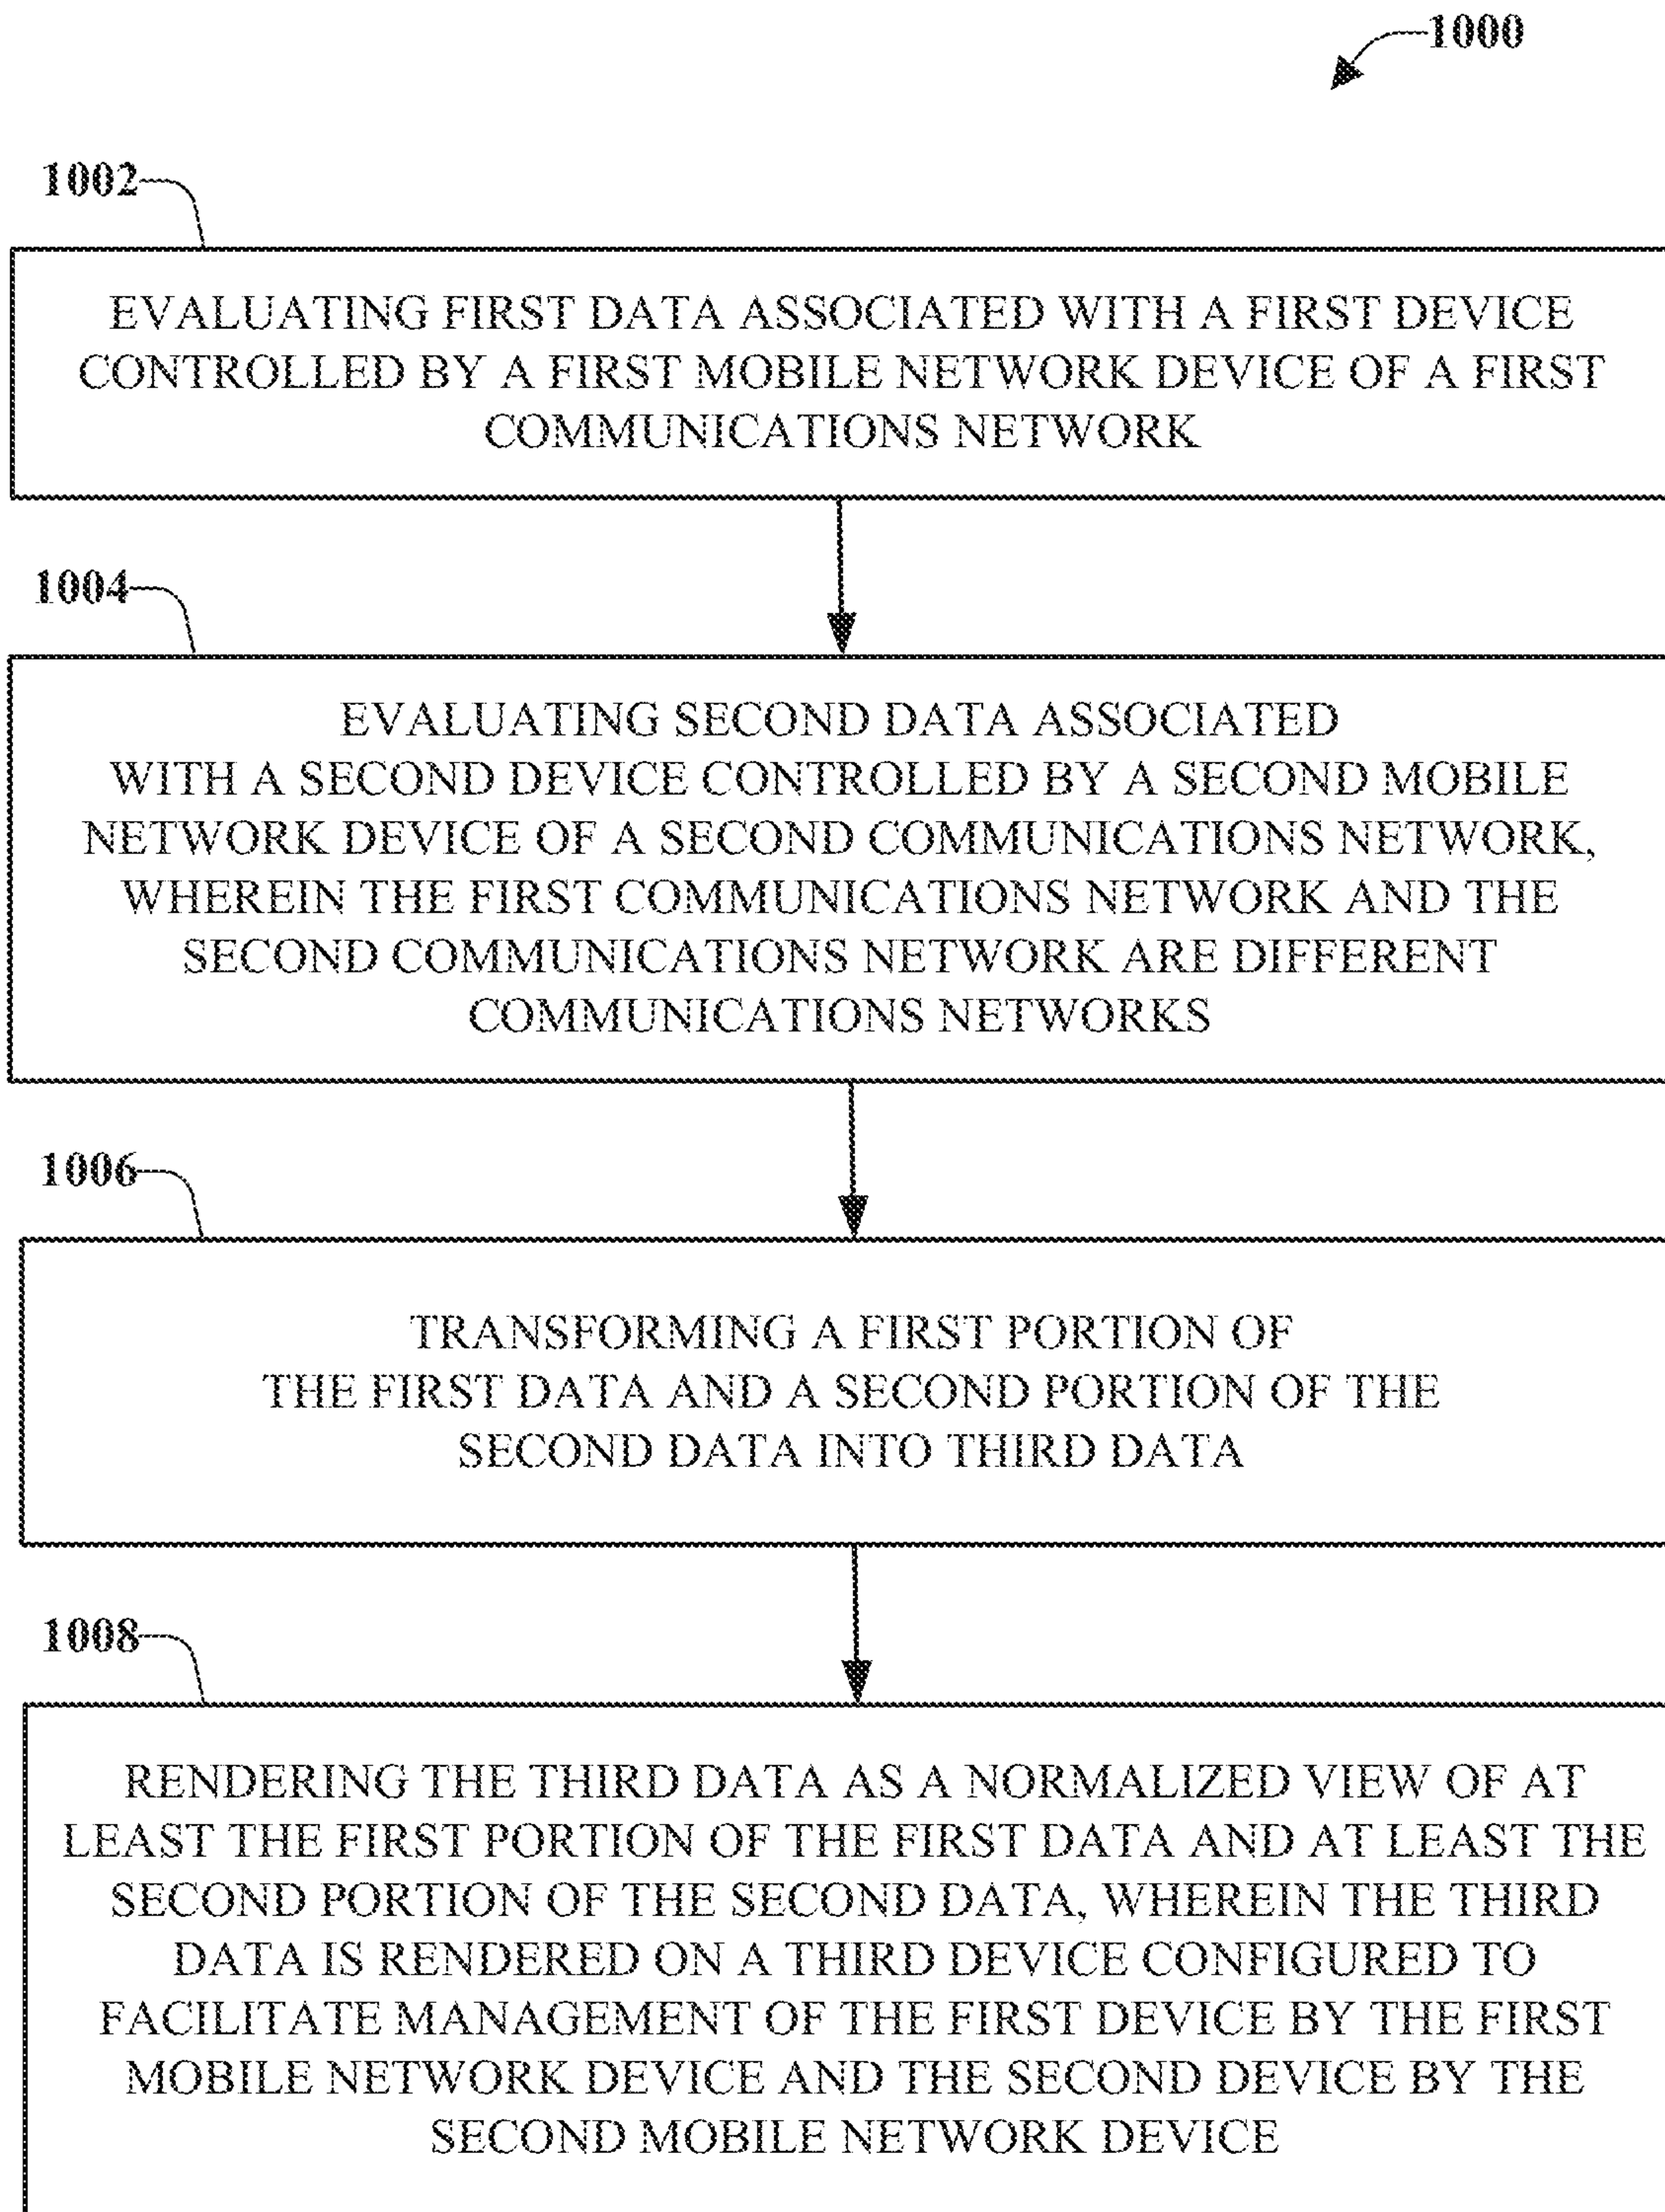 1000
1002
EVALUATING FIRST DATA ASSOCIATED WITH A FIRST DEVICE
CONTROLLED BY A FIRST MOBILE NETWORK DEVICE OF A FIRST
COMMUNICATIONS NETWORK
1004
EVALUATING SECOND DATA ASSOCIATED
WITH A SECOND DEVICE CONTROLLED BY A SECOND MOBILE
NETWORK DEVICE OF A SECOND COMMUNICATIONS NETWORK,
WHEREIN THE FIRST COMMUNICATIONS NETWORK AND THE
SECOND COMMUNICATIONS NETWORK ARE DIFFERENT
COMMUNICATIONS NETWORKS
1006
TRANSFORMING A FIRST PORTION OF
THE FIRST DATA AND A SECOND PORTION OF THE
SECOND DATA INTO THIRD DATA
1008
RENDERING THE THIRD DATA AS A NORMALIZED VIEW OF AT
LEAST THE FIRST PORTION OF THE FIRST DATA AND AT LEAST THE
SECOND PORTION OF THE SECOND DATA, WHEREIN THE THIRD
DATA IS RENDERED ON A THIRD DEVICE CONFIGURED TO
FACILITATE MANAGEMENT OF THE FIRST DEVICE BY THE FIRST
MOBILE NETWORK DEVICE AND THE SECOND DEVICE BY THE
SECOND MOBILE NETWORK DEVICE